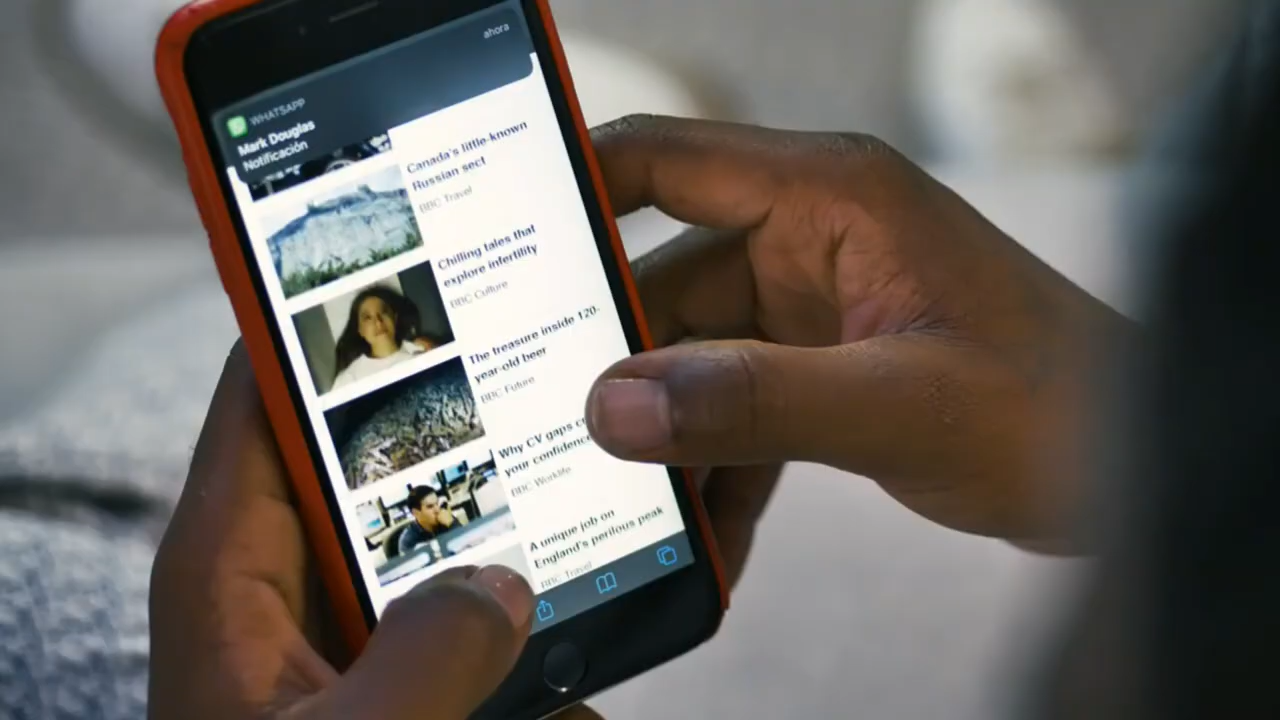 ahora
WHATSAPP
Mark Douglas
Notificación
Canada's little-known
Russian sect
BBC Travel
Chilling tales that
explore infertility
BBC Culture
The treasure inside 120-
year-old beer
BBC Future
Why CV gaps
your confidence
BBC Worklife
A unique job on
England's perilous peak
BBC Travel